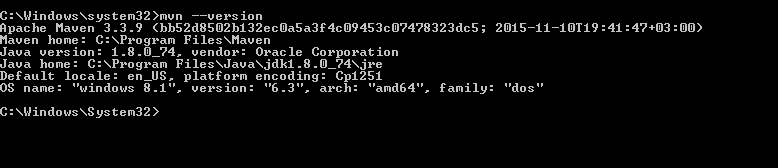 C:\Windows\system32>mvn --version
Apache Maven 3.3.9 (bb52d8502b132ec0a5a3f4c09453c07478323dc5; 2015-11-10T19:41:47+03:00)
Maven home: C:\Program Files\Maven
Java version: 1.8.0_74, vendor: Oracle Corporation
Java home: C:\Program Files\Java\jdk1.8.0_74\jre
Default locale: en_US, platform encoding: Cp1251
OS name: "windows 8.1", version: "6.3", arch: "amd64", family: "dos"
C:\Windows\System32>